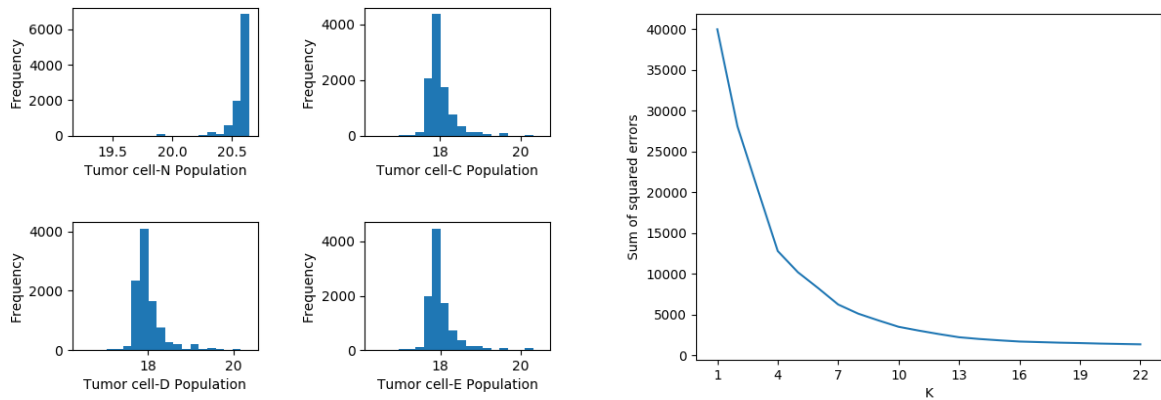 6000
4000
2000
0
Frequency
19.5 20.0 20.5
Tumor cell-N Population
4000
2000
0
Frequency
18 20
Tumor cell-C Population
4000
2000
0
Frequency
18 20
Tumor cell-D Population
4000
2000
0
Frequency
18 20
Tumor cell-E Population
40000
35000
30000
25000
20000
15000
10000
5000
0
Sum of squared errors
1 4 7 10 13 16 19 22
K